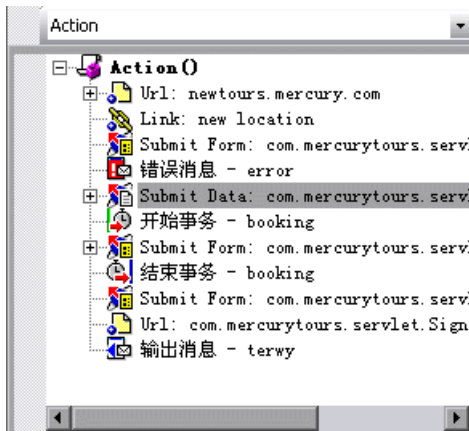 Action
Action()
Url: newtours.mercury.com
Link: new location
Submit Form: com.mercurytours.serv
错误消息 - error
Submit Data: com.mercurytours.serv
开始事务 - booking
Submit Form: com.mercurytours.serv
结束事务 - booking
Submit Form: com.mercurytours.serv
Url: com.mercurytours.servlet.Sign
输出消息 - terwy